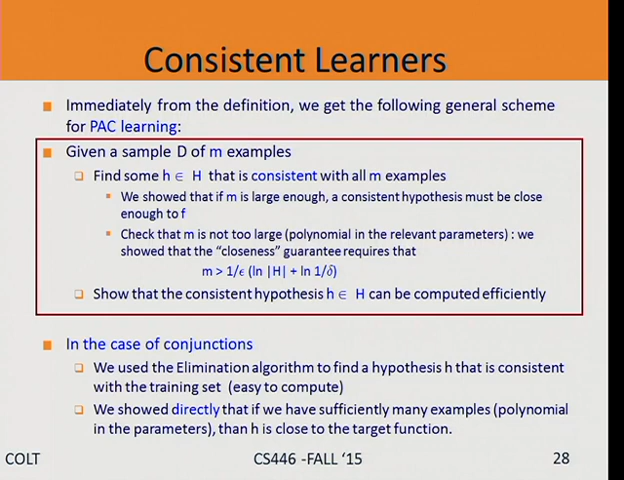 Consistent Learners
Immediately from the definition, we get the following general scheme
for PAC learning:
Given a sample D of m examples
Find some h ∈ H that is consistent with all m examples
We showed that if m is large enough, a consistent hypothesis must be close
enough to f
Check that m is not too large (polynomial in the relevant parameters) : we
showed that the “closeness” guarantee requires that
m > 1/ϵ (ln |H| + ln 1/δ)
Show that the consistent hypothesis h ∈ H can be computed efficiently
In the case of conjunctions
We used the Elimination algorithm to find a hypothesis h that is consistent
with the training set (easy to compute)
We showed directly that if we have sufficiently many examples (polynomial
in the parameters), than h is close to the target function.
COLT CS446 -FALL ‘15 28